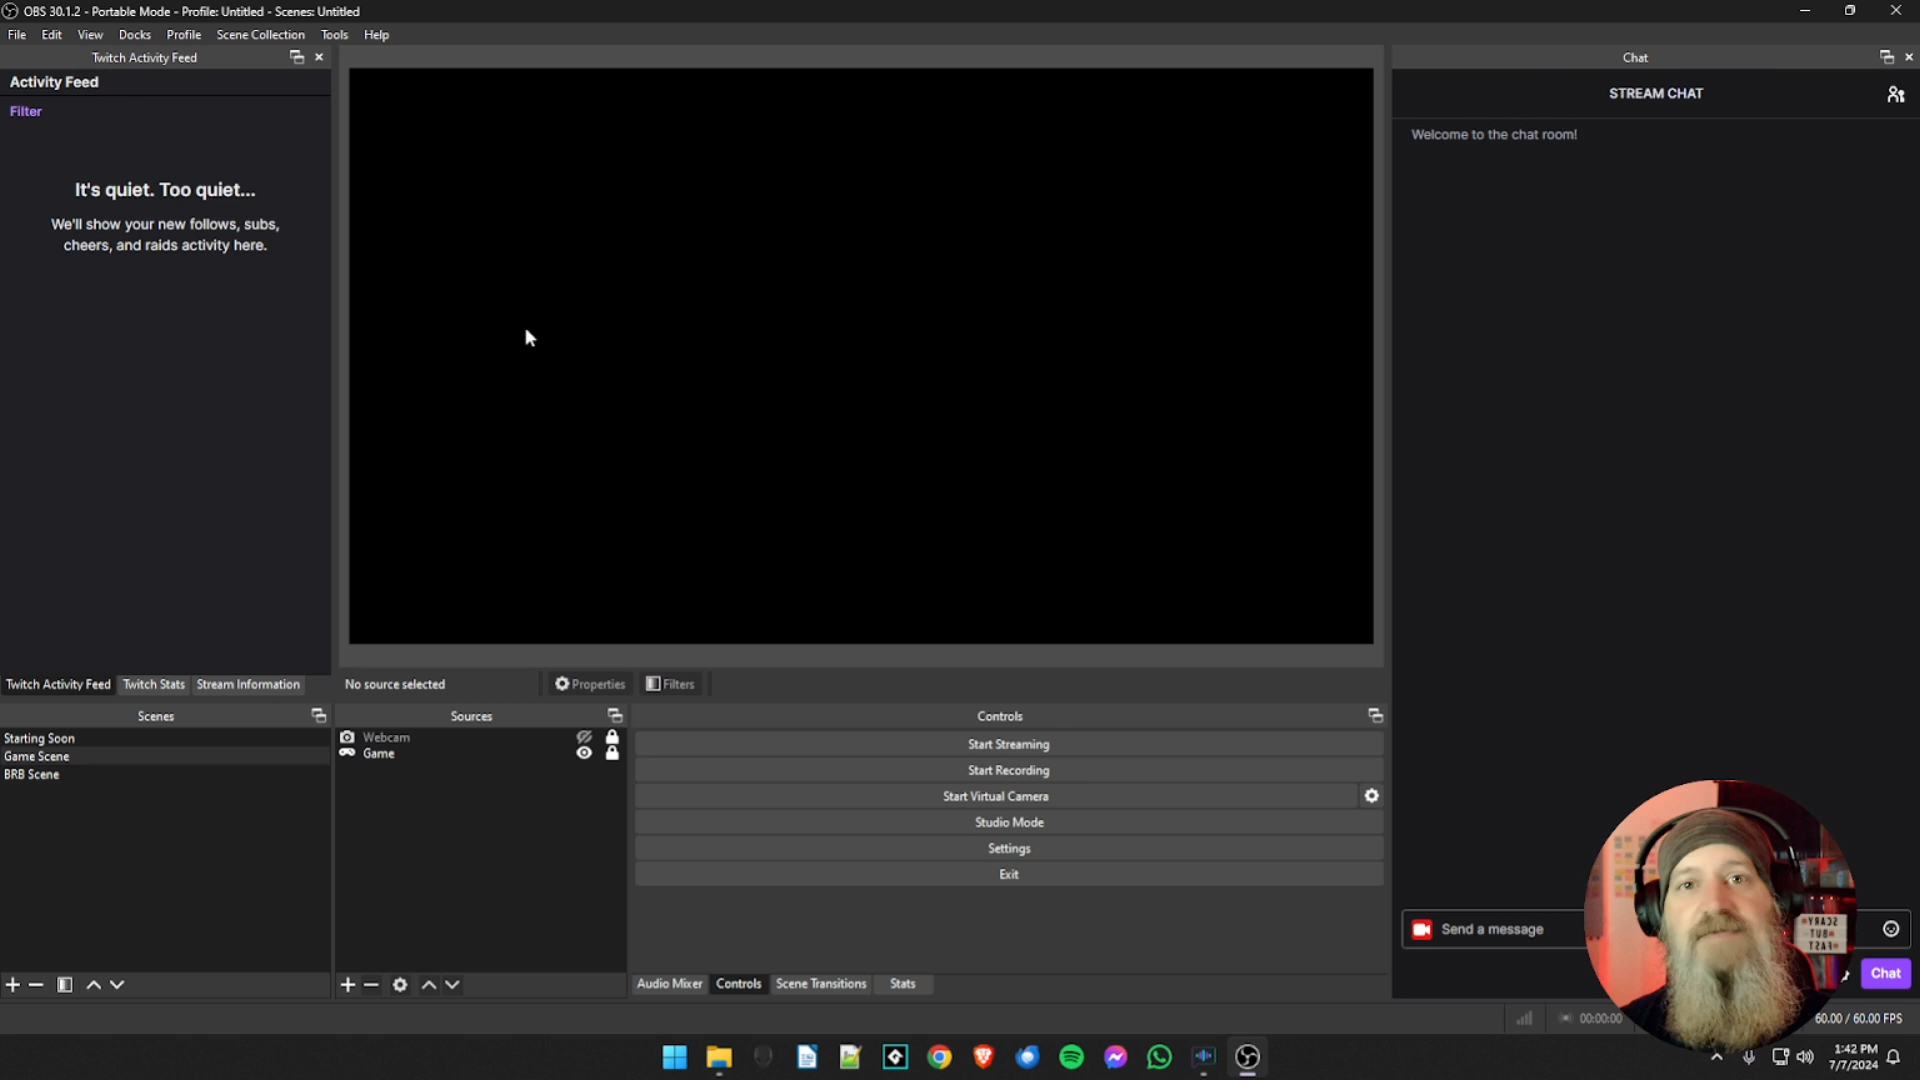 OBS 30.1.2 - Portable Mode - Profile: Untitled - Scenes: Untitled
File Edit View Docks Profile Scene Collection Tools Help
Twitch Activity Feed
Chat
Activity Feed
Filter
STREAM CHAT
Welcome to the chat room!
It's quiet. Too quiet...
We'll show your new follows, subs,
cheers, and raids activity here.
Twitch Activity Feed Twitch Stats Stream Information
No source selected
Properties
Filters
Scenes
Sources
Controls
Starting Soon
Game Scene
BRB Scene
Webcam
Game
Start Streaming
Start Recording
Start Virtual Camera
Studio Mode
Settings
Exit
Audio Mixer Controls Scene Transitions Stats
Send a message
SCARY
BUT
FAST
Chat
00:00:00
60.00 / 60.00 FPS
1:42 PM
7/7/2024